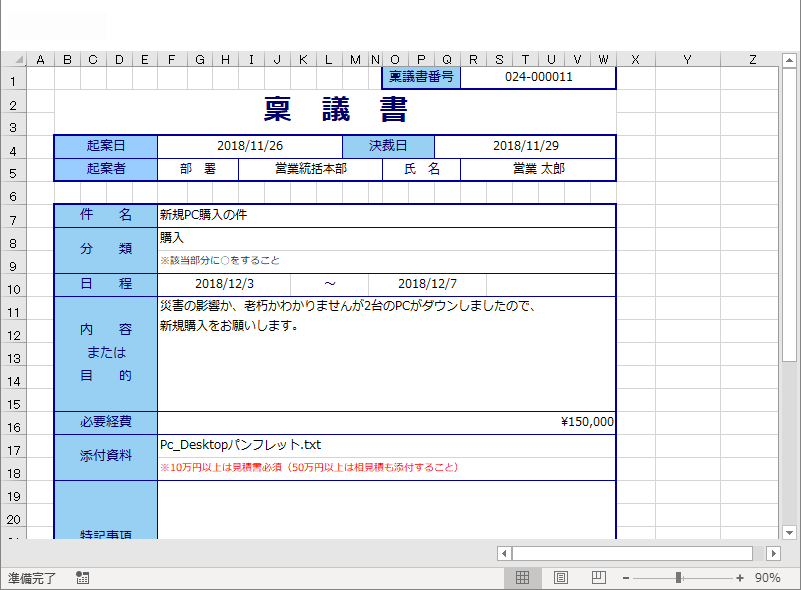 A B C D E F G H I J K L M N O P Q R S T U V W X Y Z
1 稟議書番号 024-000011
2 稟 議 書
3
4 起案日 2018/11/26 決裁日 2018/11/29
5 起案者 部 署 営業統括本部 氏 名 営業 太郎
6
7 件 名 新規PC購入の件
8 分 類 購入
9 ※該当部分に○をすること
10 日 程 2018/12/3 ～ 2018/12/7
11 災害の影響か、老朽かわかりませんが2台のPCがダウンしましたので、
12 内 容 新規購入をお願いします。
13 または
14 目 的
15
16 必要経費 ¥150,000
17 添付資料 Pc_Desktopパンフレット.txt
18 ※10万円以上は見積書必須（50万円以上は相見積も添付すること）
19
20
特記事項
準備完了 90%